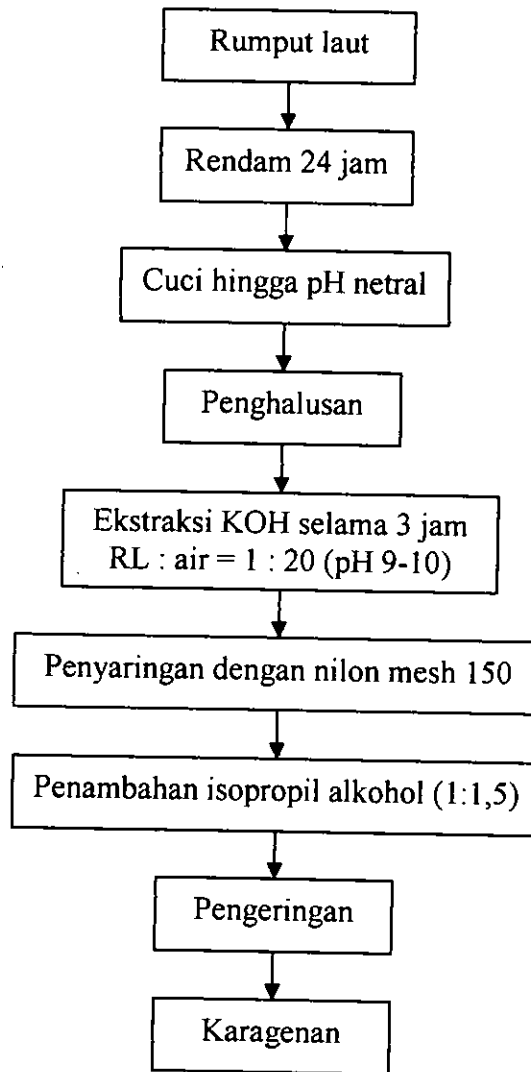 Rumput laut
Rendam 24 jam
Cuci hingga pH netral
Penghalusan
Ekstraksi KOH selama 3 jam
RL : air = 1 : 20 (pH 9-10)
Penyaringan dengan nilon mesh 150
Penambahan isopropil alkohol (1:1,5)
Pengeringan
Karagenan